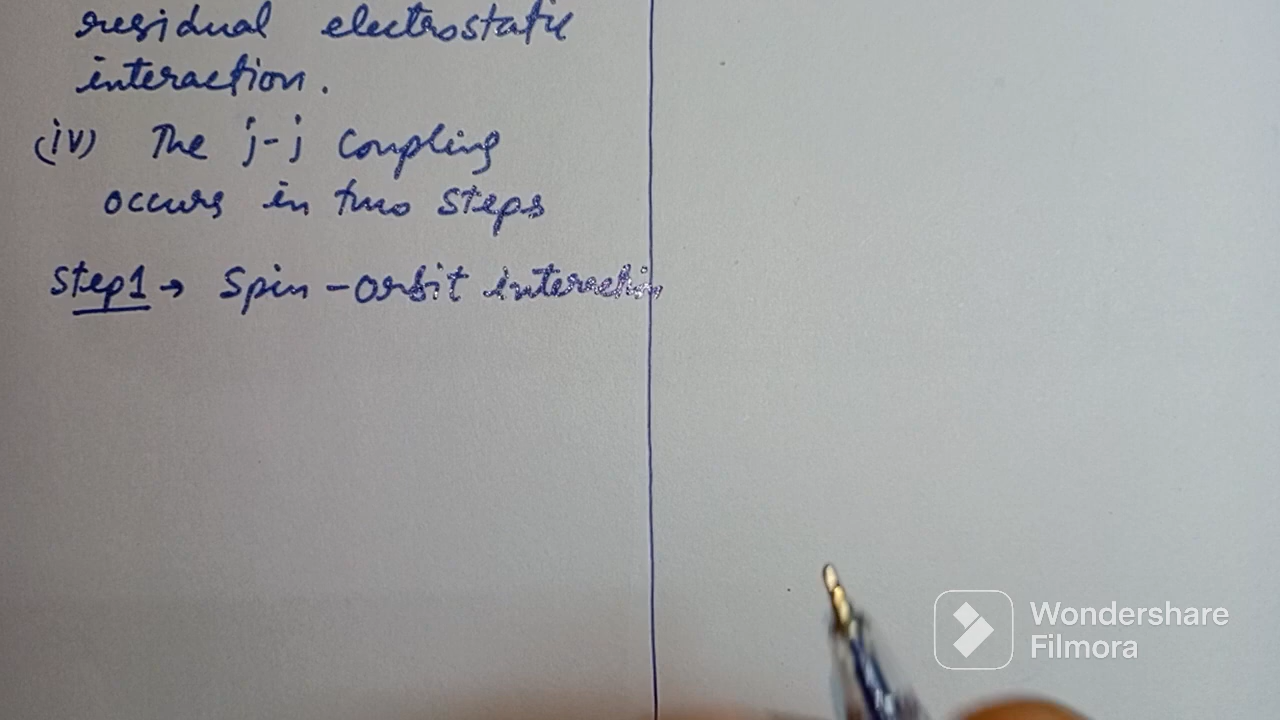 residual electrostatic
interaction.
(iv) The j-j Coupling
occurs in two steps
Step1→ Spin-orbit interaction
Wondershare
Filmora